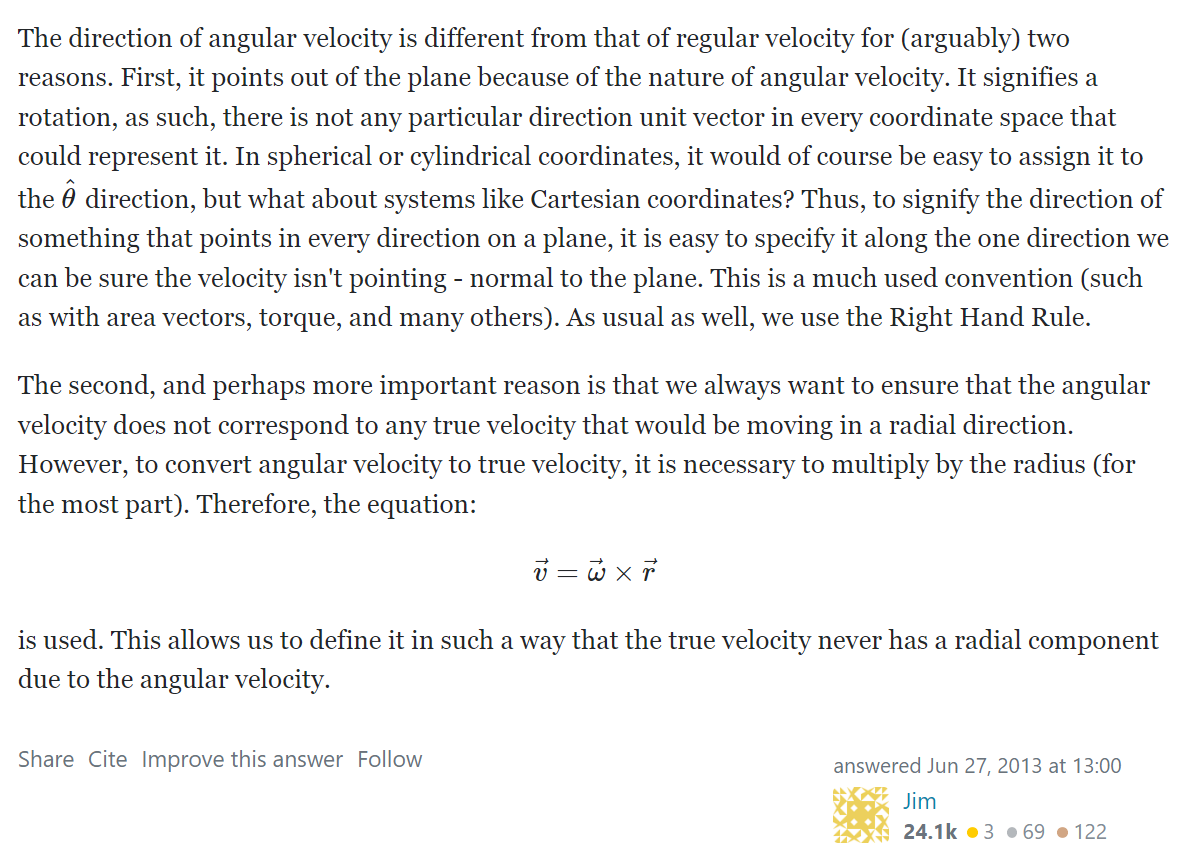 The direction of angular velocity is different from that of regular velocity for (arguably) two
reasons. First, it points out of the plane because of the nature of angular velocity. It signifies a
rotation, as such, there is not any particular direction unit vector in every coordinate space that
could represent it. In spherical or cylindrical coordinates, it would of course be easy to assign it to
the θ̂ direction, but what about systems like Cartesian coordinates? Thus, to signify the direction of
something that points in every direction on a plane, it is easy to specify it along the one direction we
can be sure the velocity isn't pointing - normal to the plane. This is a much used convention (such
as with area vectors, torque, and many others). As usual as well, we use the Right Hand Rule.
The second, and perhaps more important reason is that we always want to ensure that the angular
velocity does not correspond to any true velocity that would be moving in a radial direction.
However, to convert angular velocity to true velocity, it is necessary to multiply by the radius (for
the most part). Therefore, the equation:
v⃗ = ω⃗ × r⃗
is used. This allows us to define it in such a way that the true velocity never has a radial component
due to the angular velocity.
Share Cite Improve this answer Follow
answered Jun 27, 2013 at 13:00
Jim
24.1k 3 69 122